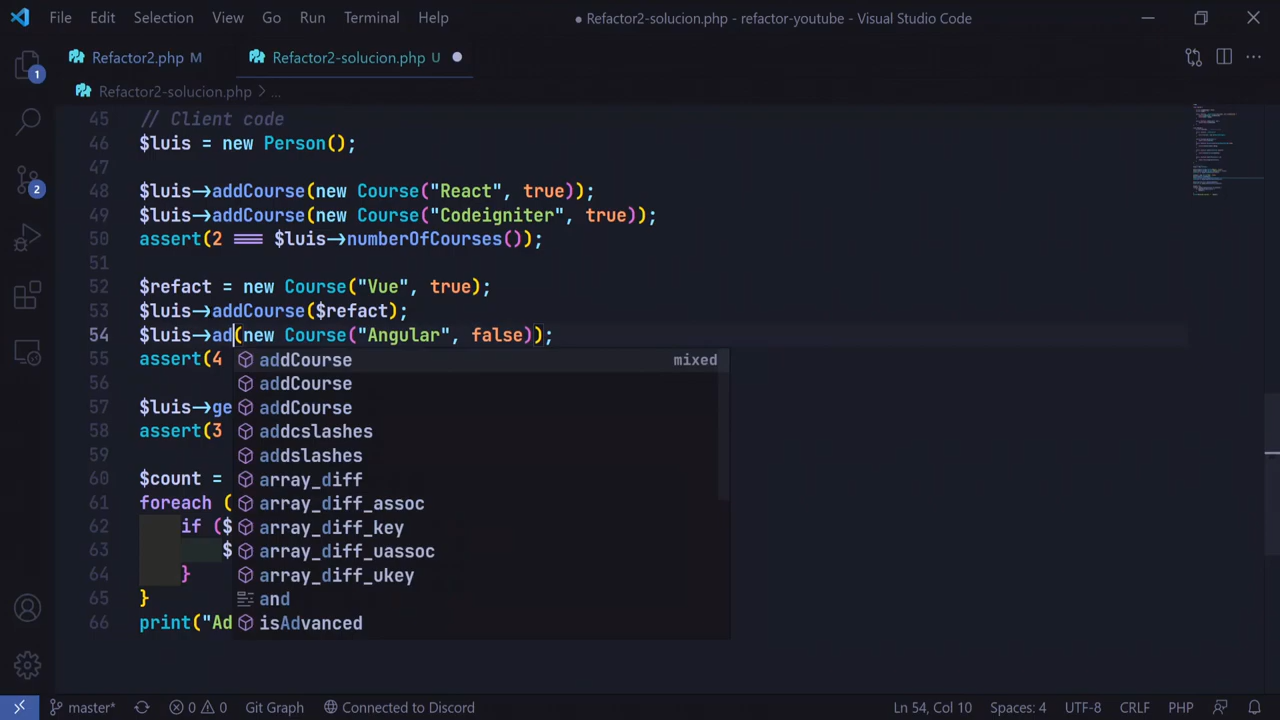 File Edit Selection View Go Run Terminal Help ● Refactor2-solucion.php - refactor-youtube - Visual Studio Code
Refactor2.php M Refactor2-solucion.php U
Refactor2-solucion.php > ...
45 // Client code
46 $luis = new Person();
47
48 $luis->addCourse(new Course("React", true));
49 $luis->addCourse(new Course("Codeigniter", true));
50 assert(2 === $luis->numberOfCourses());
51
52 $refact = new Course("Vue", true);
53 $luis->addCourse($refact);
54 $luis->ad(new Course("Angular", false));
55 assert(4
addCourse mixed
56
addCourse
57 $luis->ge
addCourse
58 assert(3
addcslashes
59
addslashes
60 $count =
array_diff
61 foreach (
array_diff_assoc
62 if ($
array_diff_key
63 $
array_diff_uassoc
64 }
array_diff_ukey
65 }
and
66 print("Ad
isAdvanced
1
2
master* 0 0 Git Graph Connected to Discord Ln 54, Col 10 Spaces: 4 UTF-8 CRLF PHP